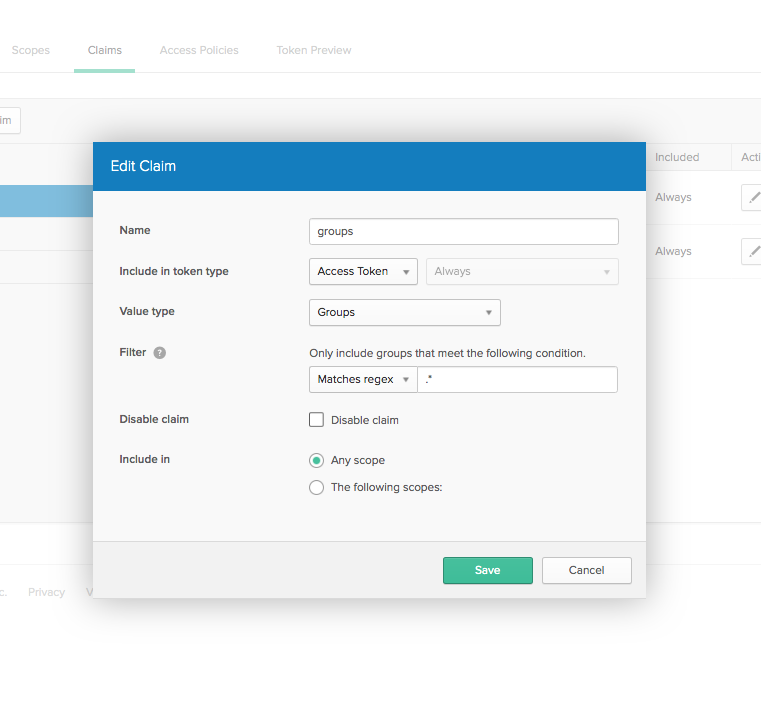 Scopes Claims Access Policies Token Preview
im
Edit Claim
Included Acti
Name groups
Always
Include in token type Access Token Always
Always
Value type Groups
Filter ? Only include groups that meet the following condition.
Matches regex .*
Disable claim Disable claim
Include in Any scope
The following scopes:
Save Cancel
c. Privacy V